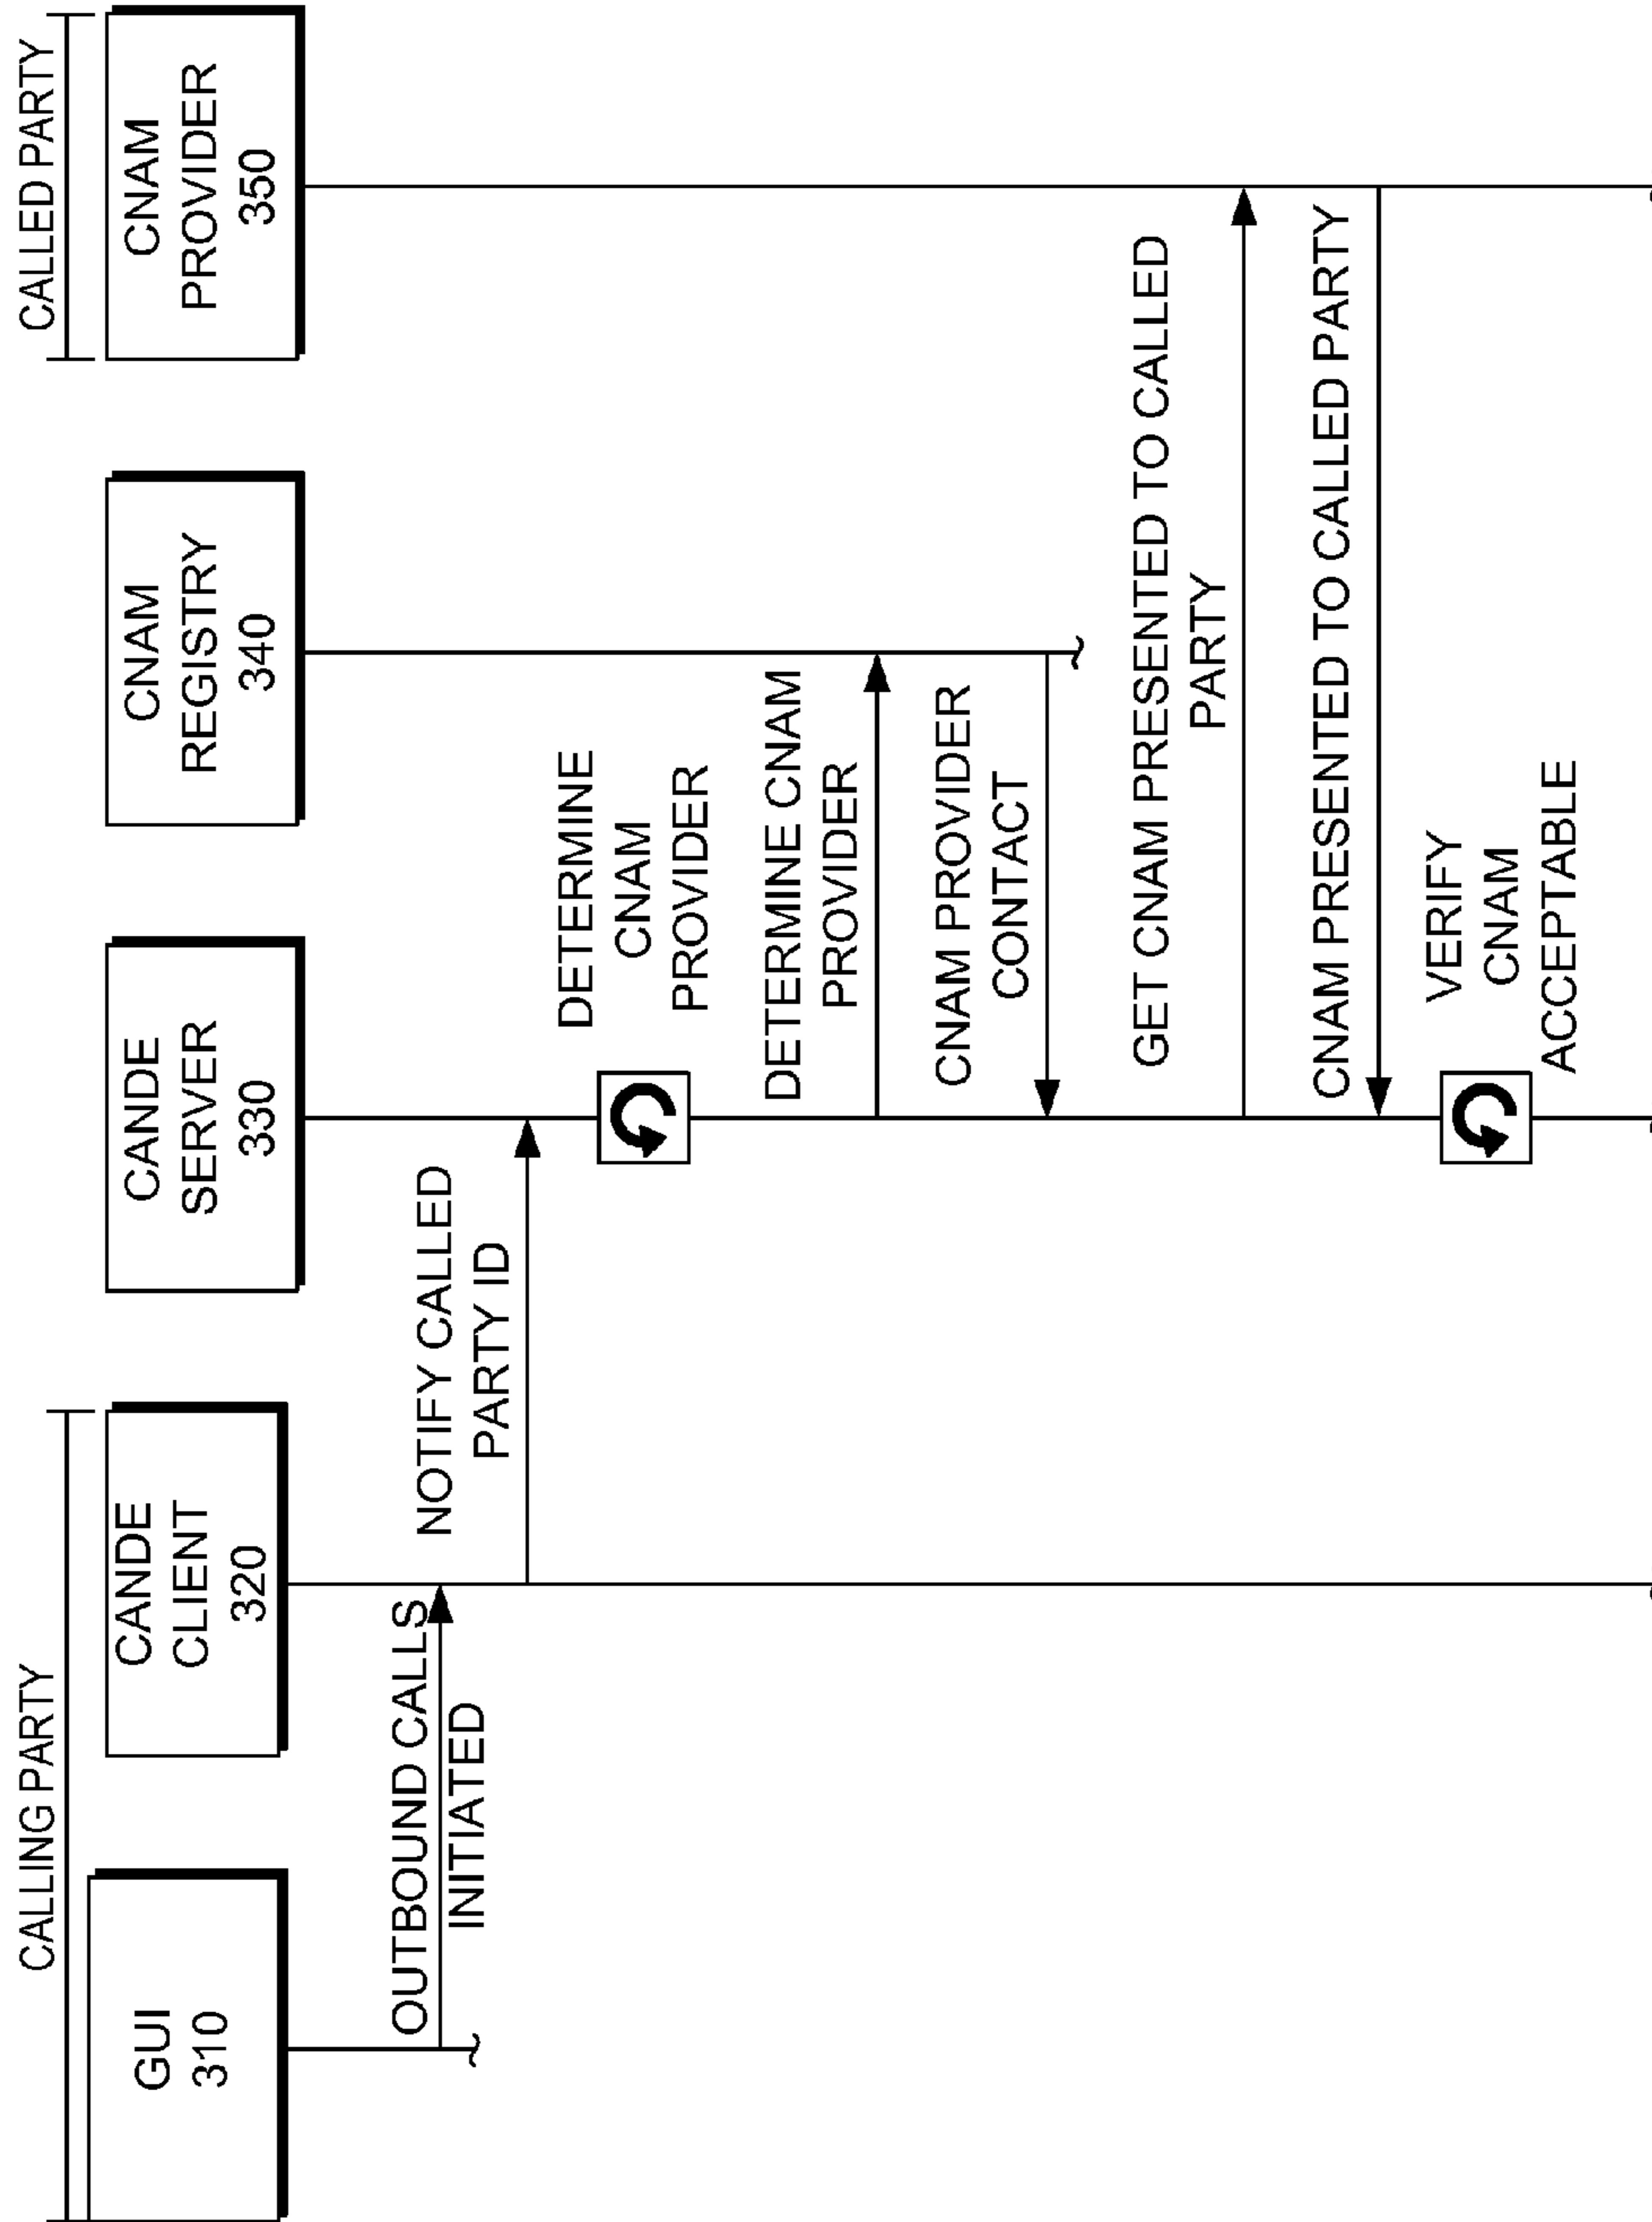 CALLING PARTY
CALLED PARTY
GUI
310
CANDE
CLIENT
320
CANDE
SERVER
330
CNAM
REGISTRY
340
CNAM
PROVIDER
350
OUTBOUND CALLS
INITIATED
NOTIFY CALLED
PARTY ID
DETERMINE
CNAM
PROVIDER
DETERMINE CNAM
PROVIDER
CNAM PROVIDER
CONTACT
GET CNAM PRESENTED TO CALLED
PARTY
CNAM PRESENTED TO CALLED PARTY
VERIFY
CNAM
ACCEPTABLE